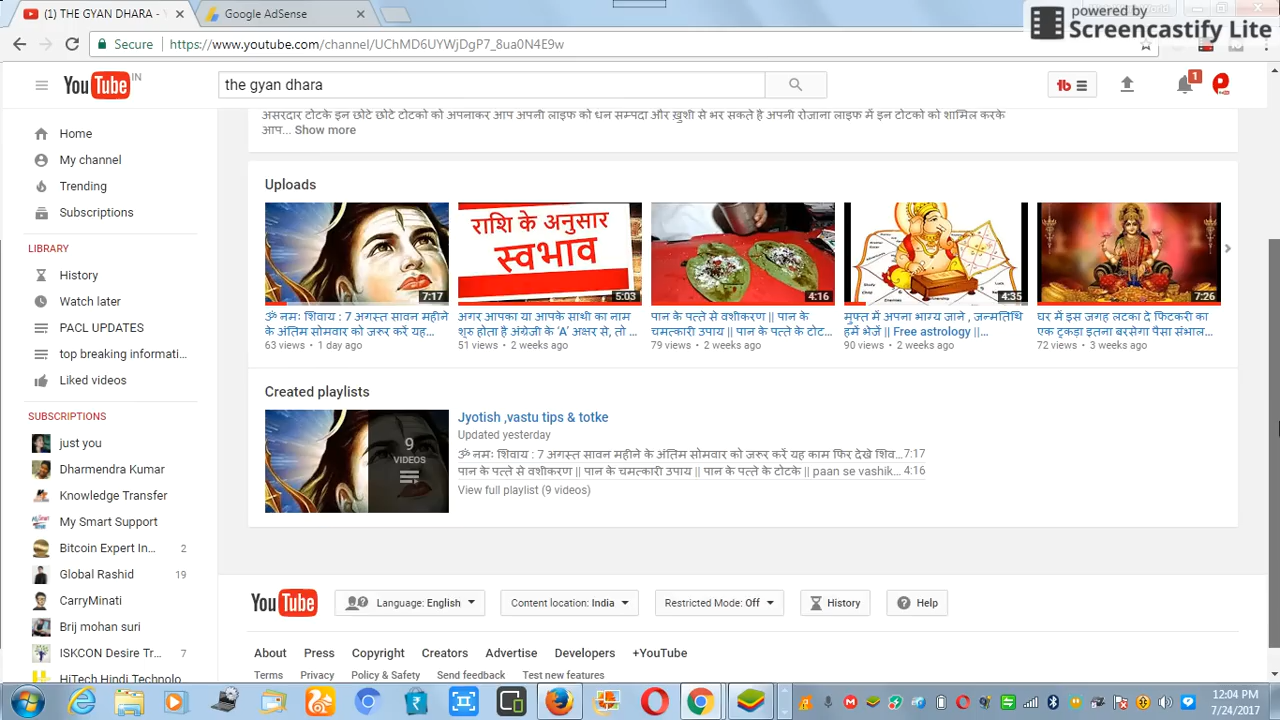 THE GYAN DHARA -
Google AdSense
powered by
Screencastify Lite
Secure
https://www.youtube.com/channel/UChMD6UYWjDgP7_8ua0N4E9w/
YouTube IN
the gyan dhara
1
असरदार टोटके इन छोटे छोटे टोटको को अपनाकर आप अपनी लाइफ को धन सम्पदा और ख़ुशी से भर सकते है अपनी रोजाना लाइफ में इन टोटको को शामिल करके
आप... Show more
Home
My channel
Trending
Subscriptions
LIBRARY
History
Watch later
PACL UPDATES
top breaking informati...
Liked videos
SUBSCRIPTIONS
just you
Dharmendra Kumar
Knowledge Transfer
My Smart Support
Bitcoin Expert In... 2
Global Rashid 19
CarryMinati
Brij mohan suri
ISKCON Desire Tr... 7
HiTech Hindi Technolo
Uploads
7:17
ॐ नमः शिवाय : 7 अगस्त सावन महीने
के अंतिम सोमवार को जरुर करें यह...
63 views • 1 day ago
राशि के अनुसार
स्वभाव
5:03
अगर आपका या आपके साथी का नाम
शुरू होता है अंग्रेजी के 'A' अक्षर से, तो ...
51 views • 2 weeks ago
4:16
पान के पत्ते से वशीकरण || पान के
चमत्कारी उपाय || पान के पत्ते के टोट...
79 views • 2 weeks ago
4:35
मुफ्त में अपना भाग्य जाने , जन्मतिथि
हमें भेजें || Free astrology ||...
90 views • 2 weeks ago
7:26
घर में इस जगह लटका दे फिटकरी का
एक टुकड़ा इतना बरसेगा पैसा संभाल...
72 views • 3 weeks ago
Created playlists
9
VIDEOS
Jyotish ,vastu tips & totke
Updated yesterday
ॐ नमः शिवाय : 7 अगस्त सावन महीने के अंतिम सोमवार को जरुर करें यह काम फिर देखे शिव... 7:17
पान के पत्ते से वशीकरण || पान के चमत्कारी उपाय || पान के पत्ते के टोटके || paan se vashik... 4:16
View full playlist (9 videos)
YouTube
Language: English
Content location: India
Restricted Mode: Off
History
Help
About Press Copyright Creators Advertise Developers +YouTube
Terms Privacy Policy & Safety Send feedback Test new features
12:04 PM
7/24/2017